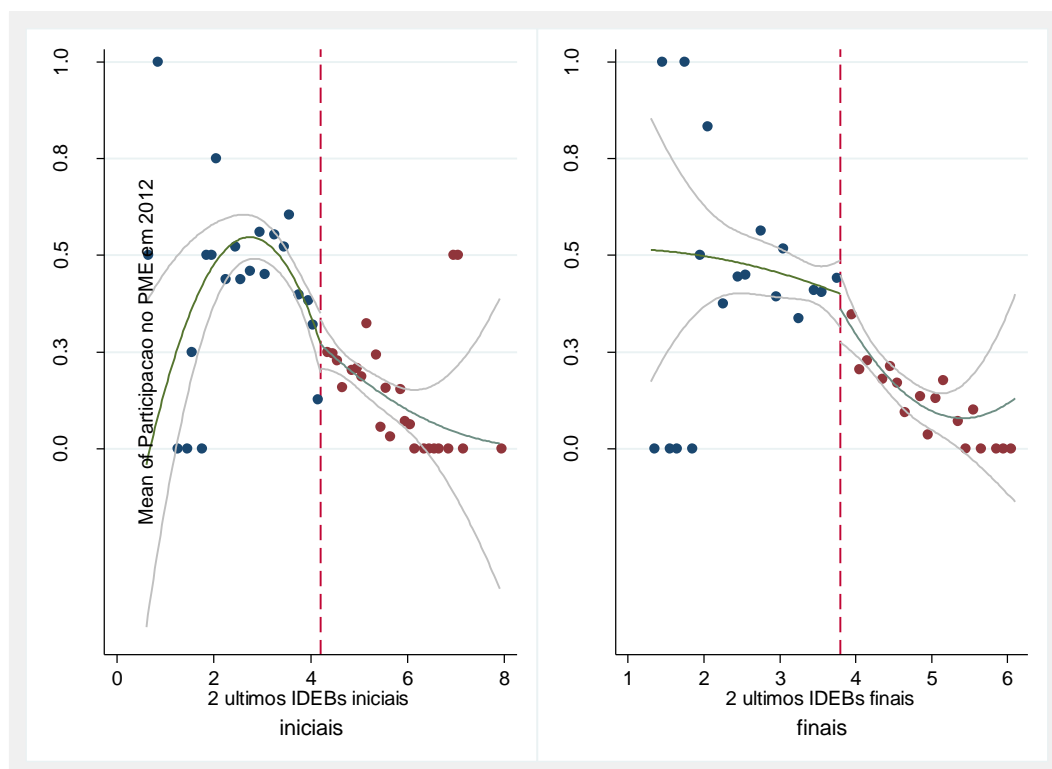 Mean of Participacao no PME em 2012
1.0
0.8
0.5
0.3
0.0
0 2 4 6 8
2 ultimos IDEBs iniciais
iniciais
1.0
0.8
0.5
0.3
0.0
1 2 3 4 5 6
2 ultimos IDEBs finais
finais